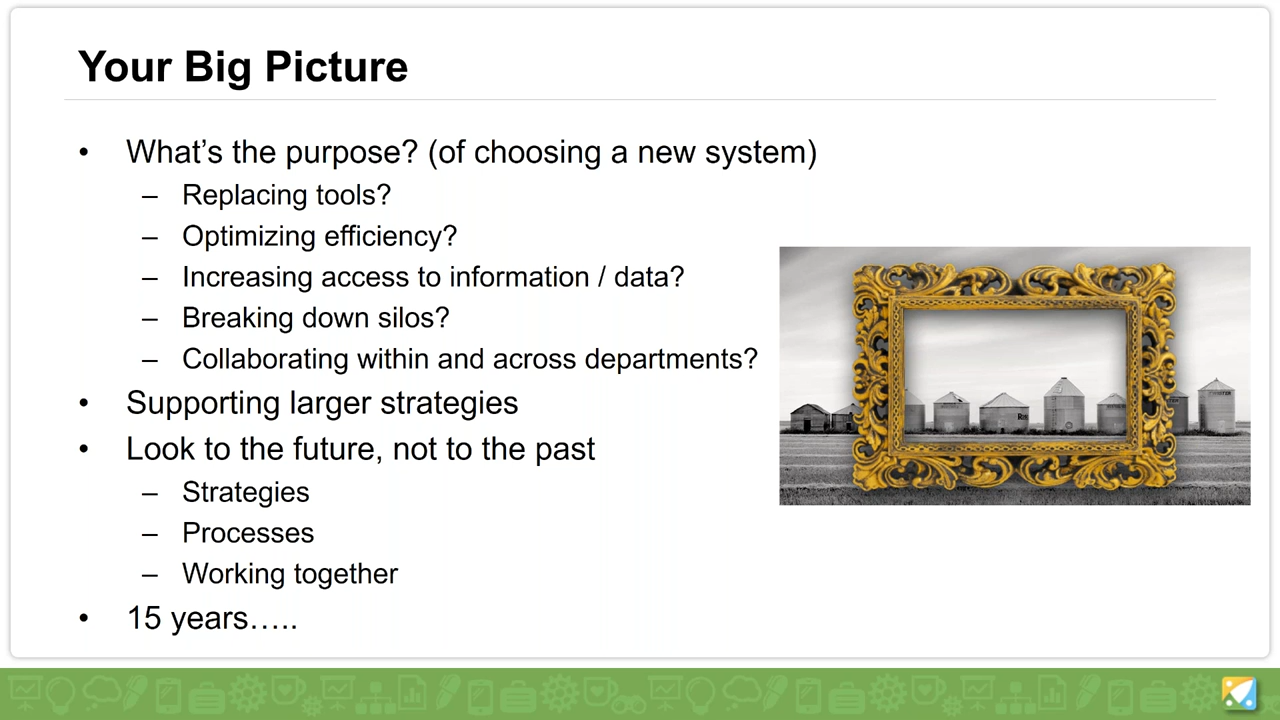 Your Big Picture
• What’s the purpose? (of choosing a new system)
– Replacing tools?
– Optimizing efficiency?
– Increasing access to information / data?
– Breaking down silos?
– Collaborating within and across departments?
• Supporting larger strategies
• Look to the future, not to the past
– Strategies
– Processes
– Working together
• 15 years…..